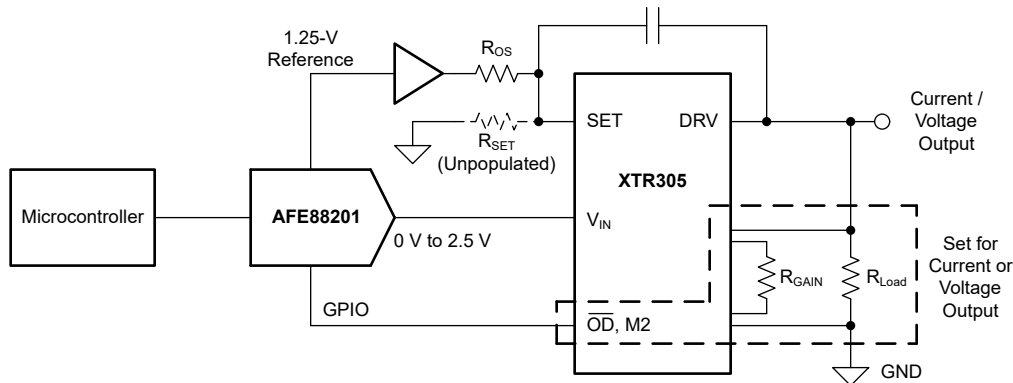 1.25-V
Reference
R_OS
R_SET
(Unpopulated)
SET
DRV
Current /
Voltage
Output
XTR305
Microcontroller
AFE88201
0 V to 2.5 V
V_IN
R_GAIN
R_Load
Set for
Current or
Voltage
Output
GPIO
O̅D̅, M2
GND